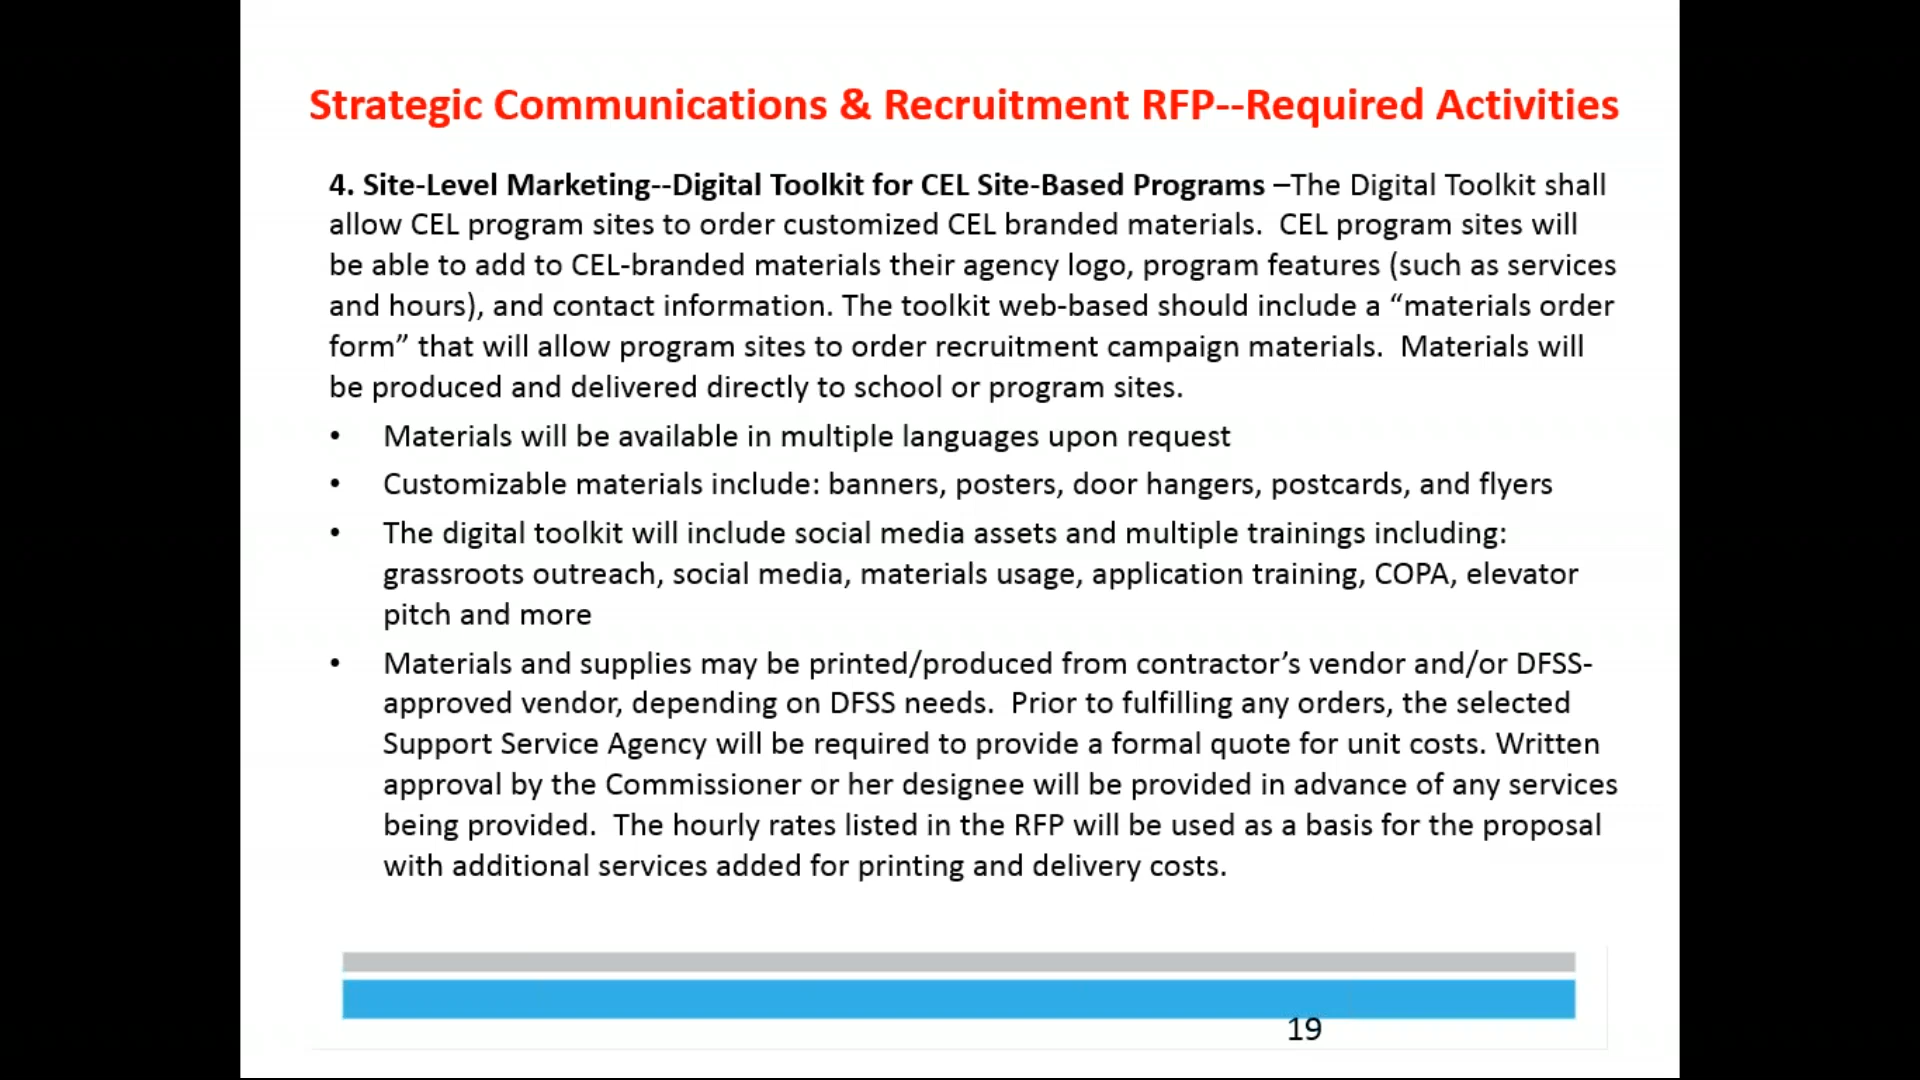 Strategic Communications & Recruitment RFP--Required Activities
4. Site-Level Marketing--Digital Toolkit for CEL Site-Based Programs –The Digital Toolkit shall
allow CEL program sites to order customized CEL branded materials.  CEL program sites will
be able to add to CEL-branded materials their agency logo, program features (such as services
and hours), and contact information. The toolkit web-based should include a “materials order
form” that will allow program sites to order recruitment campaign materials.  Materials will
be produced and delivered directly to school or program sites.
• Materials will be available in multiple languages upon request
• Customizable materials include: banners, posters, door hangers, postcards, and flyers
• The digital toolkit will include social media assets and multiple trainings including:
grassroots outreach, social media, materials usage, application training, COPA, elevator
pitch and more
• Materials and supplies may be printed/produced from contractor’s vendor and/or DFSS-
approved vendor, depending on DFSS needs.  Prior to fulfilling any orders, the selected
Support Service Agency will be required to provide a formal quote for unit costs. Written
approval by the Commissioner or her designee will be provided in advance of any services
being provided.  The hourly rates listed in the RFP will be used as a basis for the proposal
with additional services added for printing and delivery costs.
19